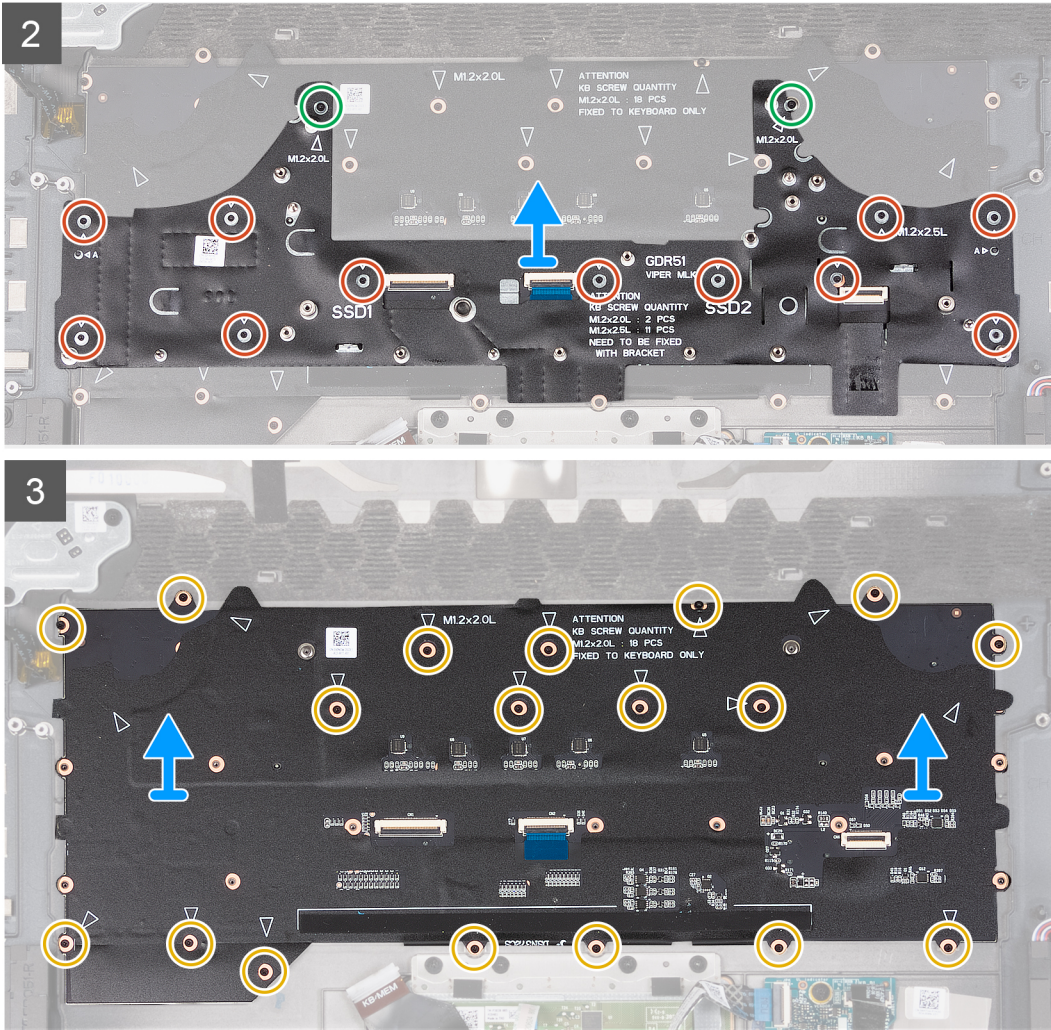 2
M1.2x2.0L
ATTENTION
KB SCREW QUANTITY
M1.2x2.0L : 18 PCS
FIXED TO KEYBOARD ONLY
M1.2x2.0L
M1.2x2.0L
M1.2x2.5L
A
A
GDR51
VIPER MLK
SSD1
SSD2
ATTENTION
KB SCREW QUANTITY
M1.2x2.0L : 2 PCS
M1.2x2.5L : 11 PCS
NEED TO BE FIXED
WITH BRACKET
3
M1.2x2.0L
ATTENTION
KB SCREW QUANTITY
M1.2x2.0L : 18 PCS
FIXED TO KEYBOARD ONLY
CN1
CN2
KB-MEM